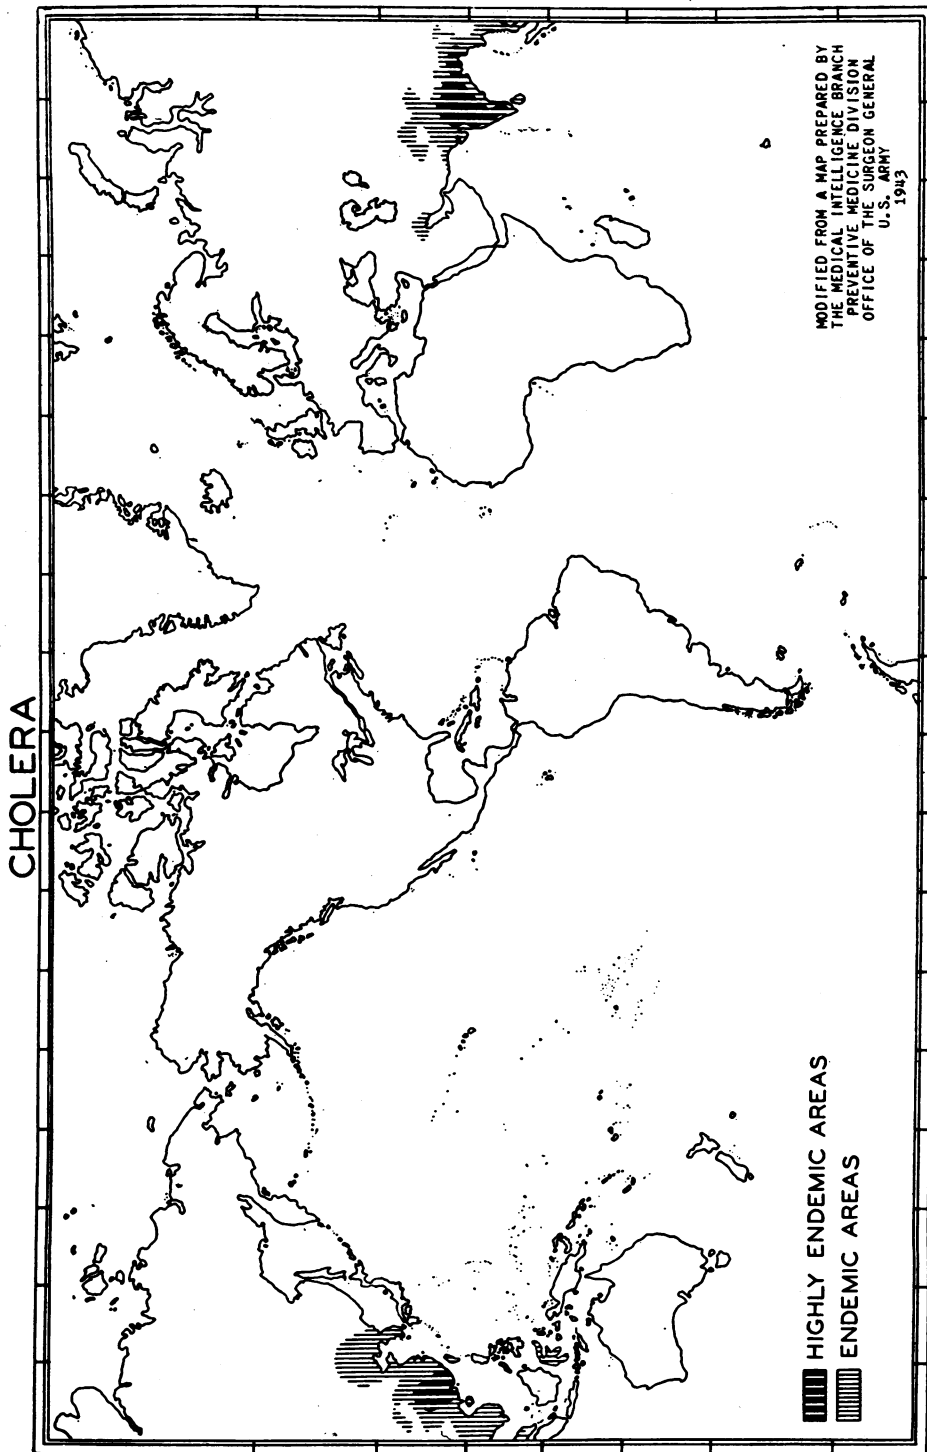 CHOLERA
MODIFIED FROM A MAP PREPARED BY
THE MEDICAL INTELLIGENCE BRANCH
PREVENTIVE MEDICINE DIVISION
OFFICE OF THE SURGEON GENERAL
U.S. ARMY
1943
HIGHLY ENDEMIC AREAS
ENDEMIC AREAS